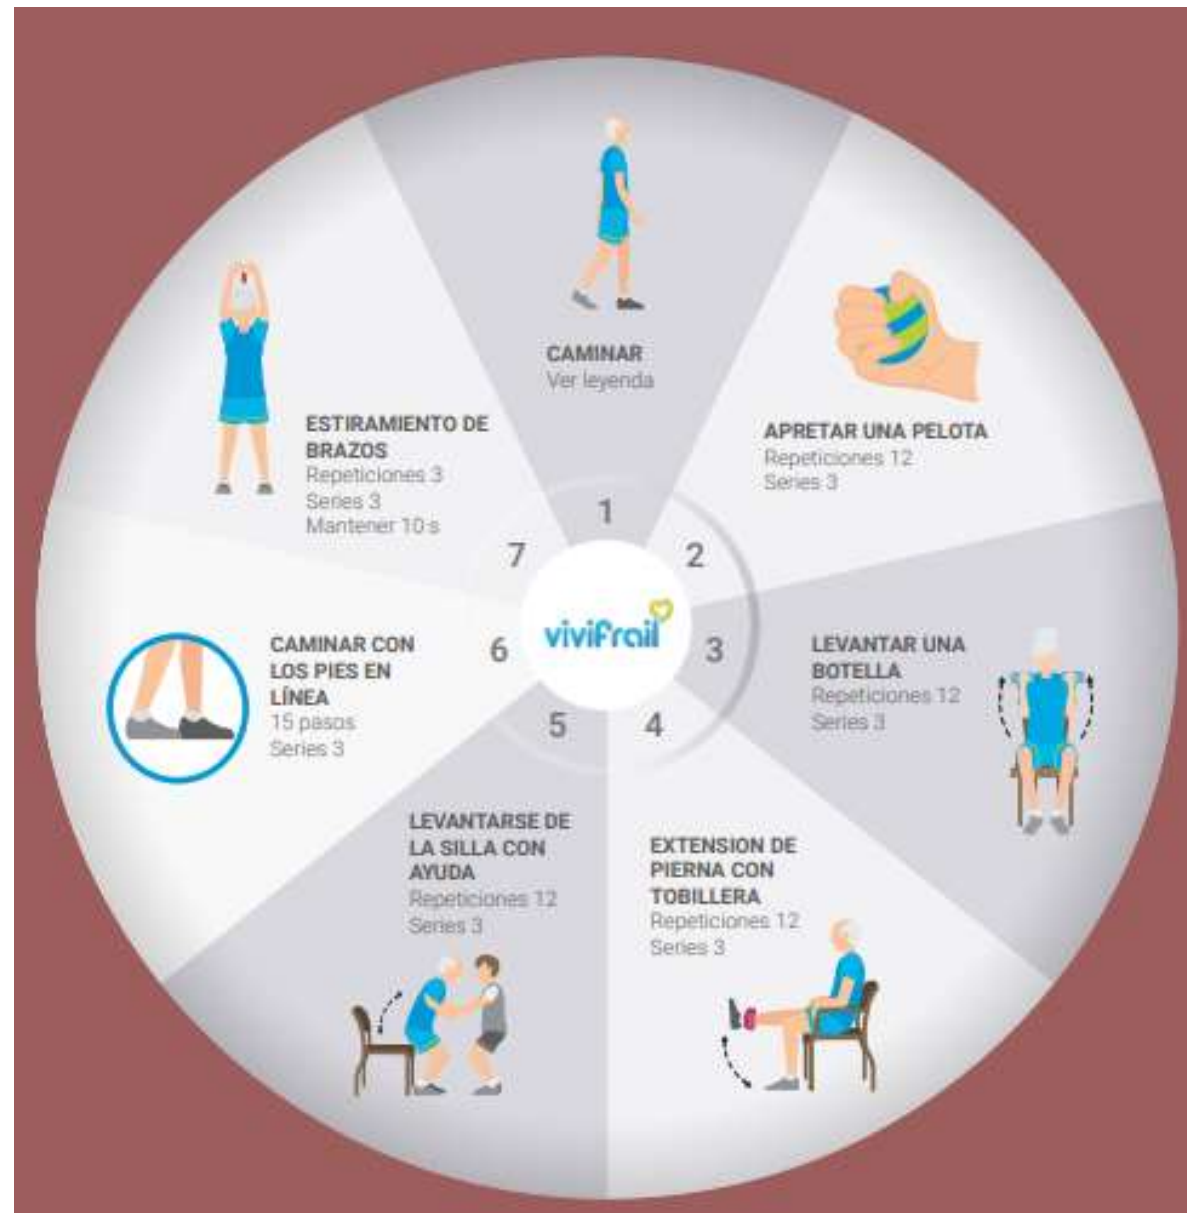 CAMINAR
Ver leyenda
1
APRETAR UNA PELOTA
Repeticiones 12
Series 3
2
LEVANTAR UNA
BOTELLA
Repeticiones 12
Series 3
3
EXTENSION DE
PIERNA CON
TOBILLERA
Repeticiones 12
Series 3
4
LEVANTARSE DE
LA SILLA CON
AYUDA
Repeticiones 12
Series 3
5
CAMINAR CON
LOS PIES EN
LÍNEA
15 pasos
Series 3
6
ESTIRAMIENTO DE
BRAZOS
Repeticiones 3
Series 3
Mantener 10 s
7
vivifrail